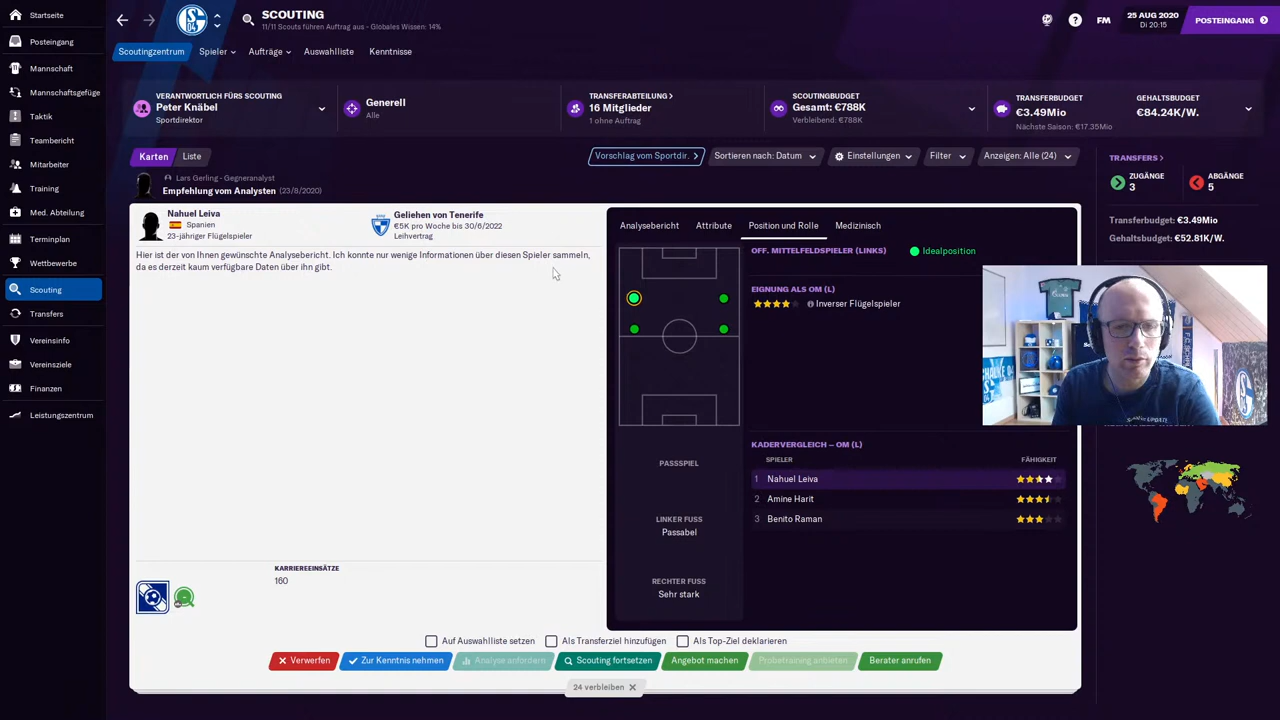 Startseite
Posteingang
Mannschaft
Mannschaftsgefüge
Taktik
Teambericht
Mitarbeiter
Training
Med. Abteilung
Terminplan
Wettbewerbe
Scouting
Transfers
Vereinsinfo
Vereinsziele
Finanzen
Leistungszentrum
SCOUTING
11/11 Scouts führen Auftrag aus - Globales Wissen: 14%
FM
25 AUG 2020
Di 20:15
POSTEINGANG
Scoutingzentrum
Spieler
Aufträge
Auswahlliste
Kenntnisse
VERANTWORTLICH FÜRS SCOUTING
Peter Knäbel
Sportdirektor
Generell
Alle
TRANSFERABTEILUNG >
16 Mitglieder
1 ohne Auftrag
SCOUTINGBUDGET
Gesamt: €788K
Verbleibend: €788K
TRANSFERBUDGET
€3.49Mio
Nächste Saison: €17.35Mio
GEHALTSBUDGET
€84.24K/W.
Karten
Liste
Vorschlag vom Sportdir.
Sortieren nach: Datum
Einstellungen
Filter
Anzeigen: Alle (24)
TRANSFERS >
ZUGÄNGE
3
ABGÄNGE
5
Transferbudget: €3.49Mio
Gehaltsbudget: €52.81K/W.
Lars Gerling - Gegneranalyst
Empfehlung vom Analysten (23/8/2020)
Nahuel Leiva
Spanien
23-jähriger Flügelspieler
Geliehen von Tenerife
€5K pro Woche bis 30/6/2022
Leihvertrag
Hier ist der von Ihnen gewünschte Analysebericht. Ich konnte nur wenige Informationen über diesen Spieler sammeln,
da es derzeit kaum verfügbare Daten über ihn gibt.
KARRIEREEINSÄTZE
160
Analysebericht
Attribute
Position und Rolle
Medizinisch
OFF. MITTELFELDSPIELER (LINKS)
Idealposition
EIGNUNG ALS OM (L)
Inverser Flügelspieler
PASSSPIEL
LINKER FUSS
Passabel
RECHTER FUSS
Sehr stark
KADERVERGLEICH – OM (L)
SPIELER
FÄHIGKEIT
1 Nahuel Leiva
2 Amine Harit
3 Benito Raman
Auf Auswahlliste setzen
Als Transferziel hinzufügen
Als Top-Ziel deklarieren
Verwerfen
Zur Kenntnis nehmen
Analyse anfordern
Scouting fortsetzen
Angebot machen
Probetraining anbieten
Berater anrufen
24 verbleiben